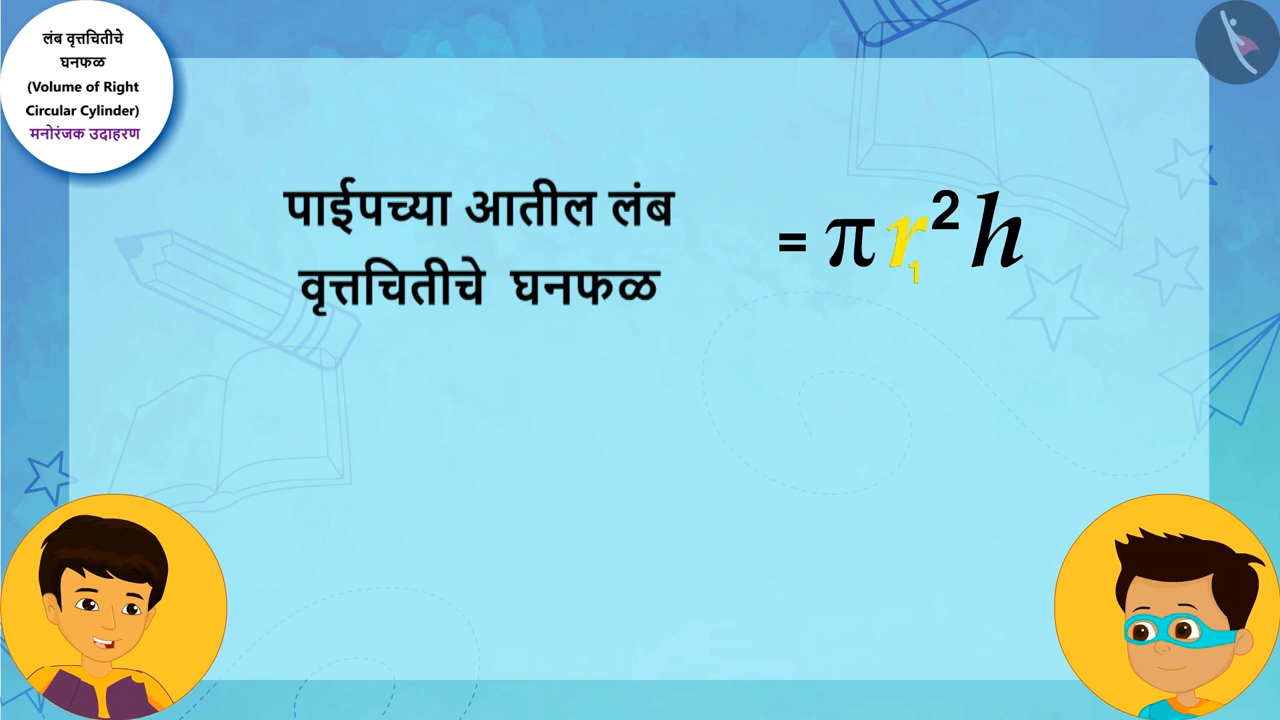 लंब वृत्तचितीचे
घनफळ
(Volume of Right
Circular Cylinder)
मनोरंजक उदाहरण
पाईपच्या आतील लंब
वृत्तचितीचे घनफळ
= πr₁²h